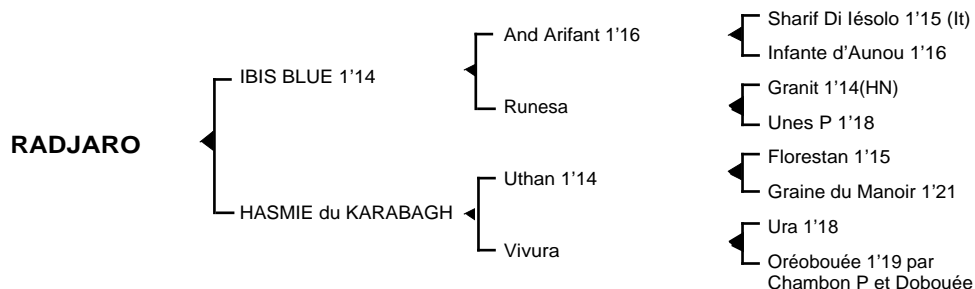 Sharif Di Iésolo 1’15 (It)
And Arifant 1’16
Infante d’Aunou 1’16
IBIS BLUE 1’14
Granit 1’14(HN)
Runesa
Unes P 1’18
RADJARO
Florestan 1’15
Uthan 1’14
Graine du Manoir 1’21
HASMIE du KARABAGH
Ura 1’18
Vivura
Oréobouée 1’19 par
Chambon P et Dobouée